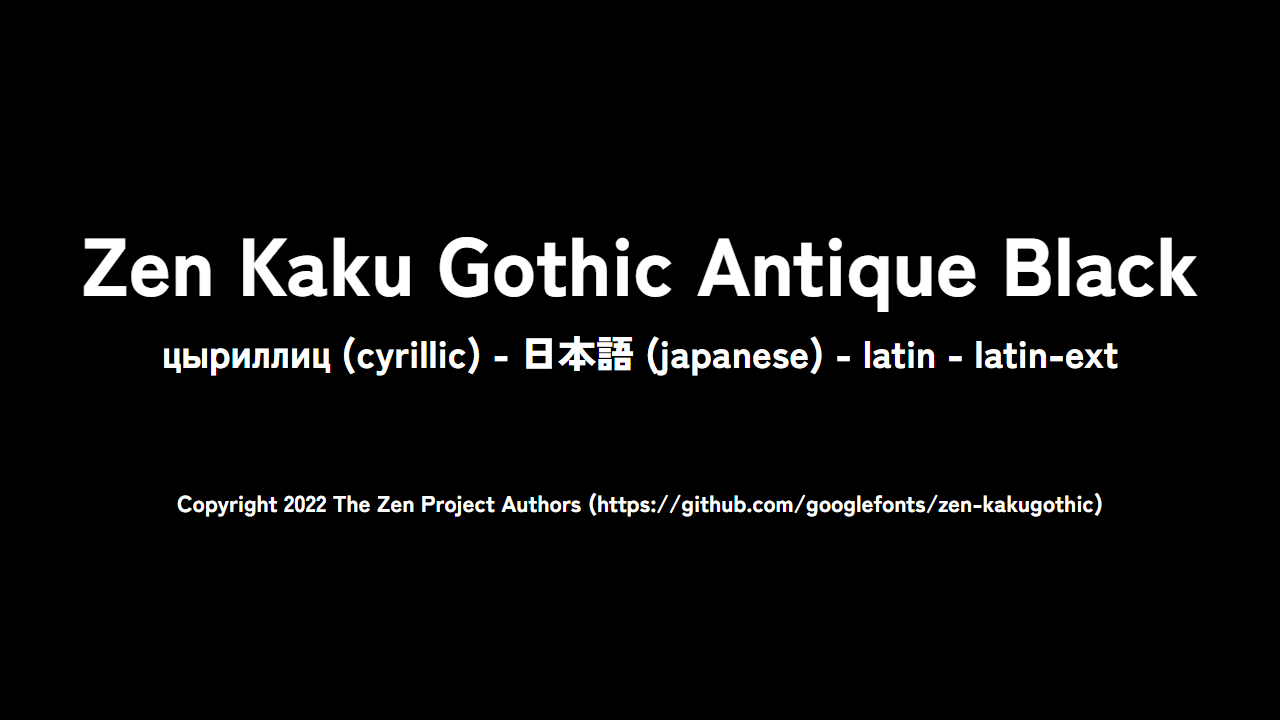 Zen Kaku Gothic Antique Black
цыриллиц (cyrillic) - 日本語 (japanese) - latin - latin-ext
Copyright 2022 The Zen Project Authors (https://github.com/googlefonts/zen-kakugothic)